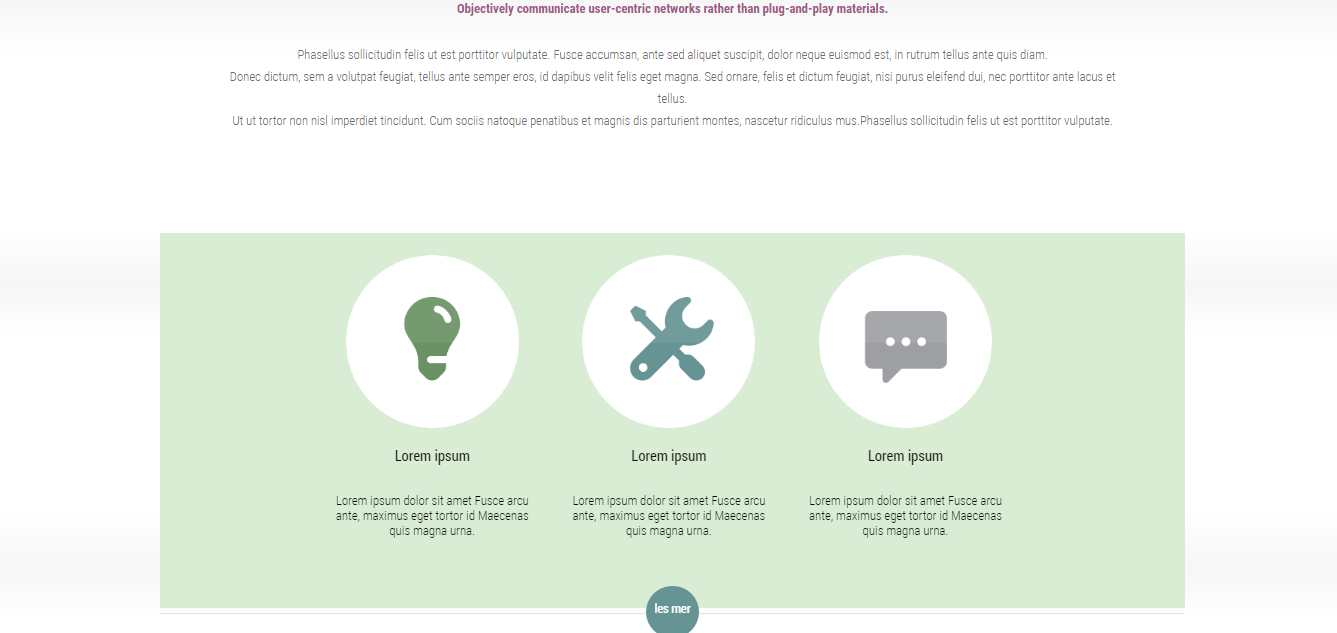 Objectively communicate user-centric networks rather than plug-and-play materials.
Phasellus sollicitudin felis ut est porttitor vulputate. Fusce accumsan, ante sed aliquet suscipit, dolor neque euismod est, in rutrum tellus ante quis diam.
Donec dictum, sem a volutpat feugiat, tellus ante semper eros, id dapibus velit felis eget magna. Sed ornare, felis et dictum feugiat, nisi purus eleifend dui, nec porttitor ante lacus et
tellus.
Ut ut tortor non nisl imperdiet tincidunt. Cum sociis natoque penatibus et magnis dis parturient montes, nascetur ridiculus mus.Phasellus sollicitudin felis ut est porttitor vulputate.
Lorem ipsum
Lorem ipsum dolor sit amet Fusce arcu
ante, maximus eget tortor id Maecenas
quis magna urna.
Lorem ipsum
Lorem ipsum dolor sit amet Fusce arcu
ante, maximus eget tortor id Maecenas
quis magna urna.
Lorem ipsum
Lorem ipsum dolor sit amet Fusce arcu
ante, maximus eget tortor id Maecenas
quis magna urna.
les mer